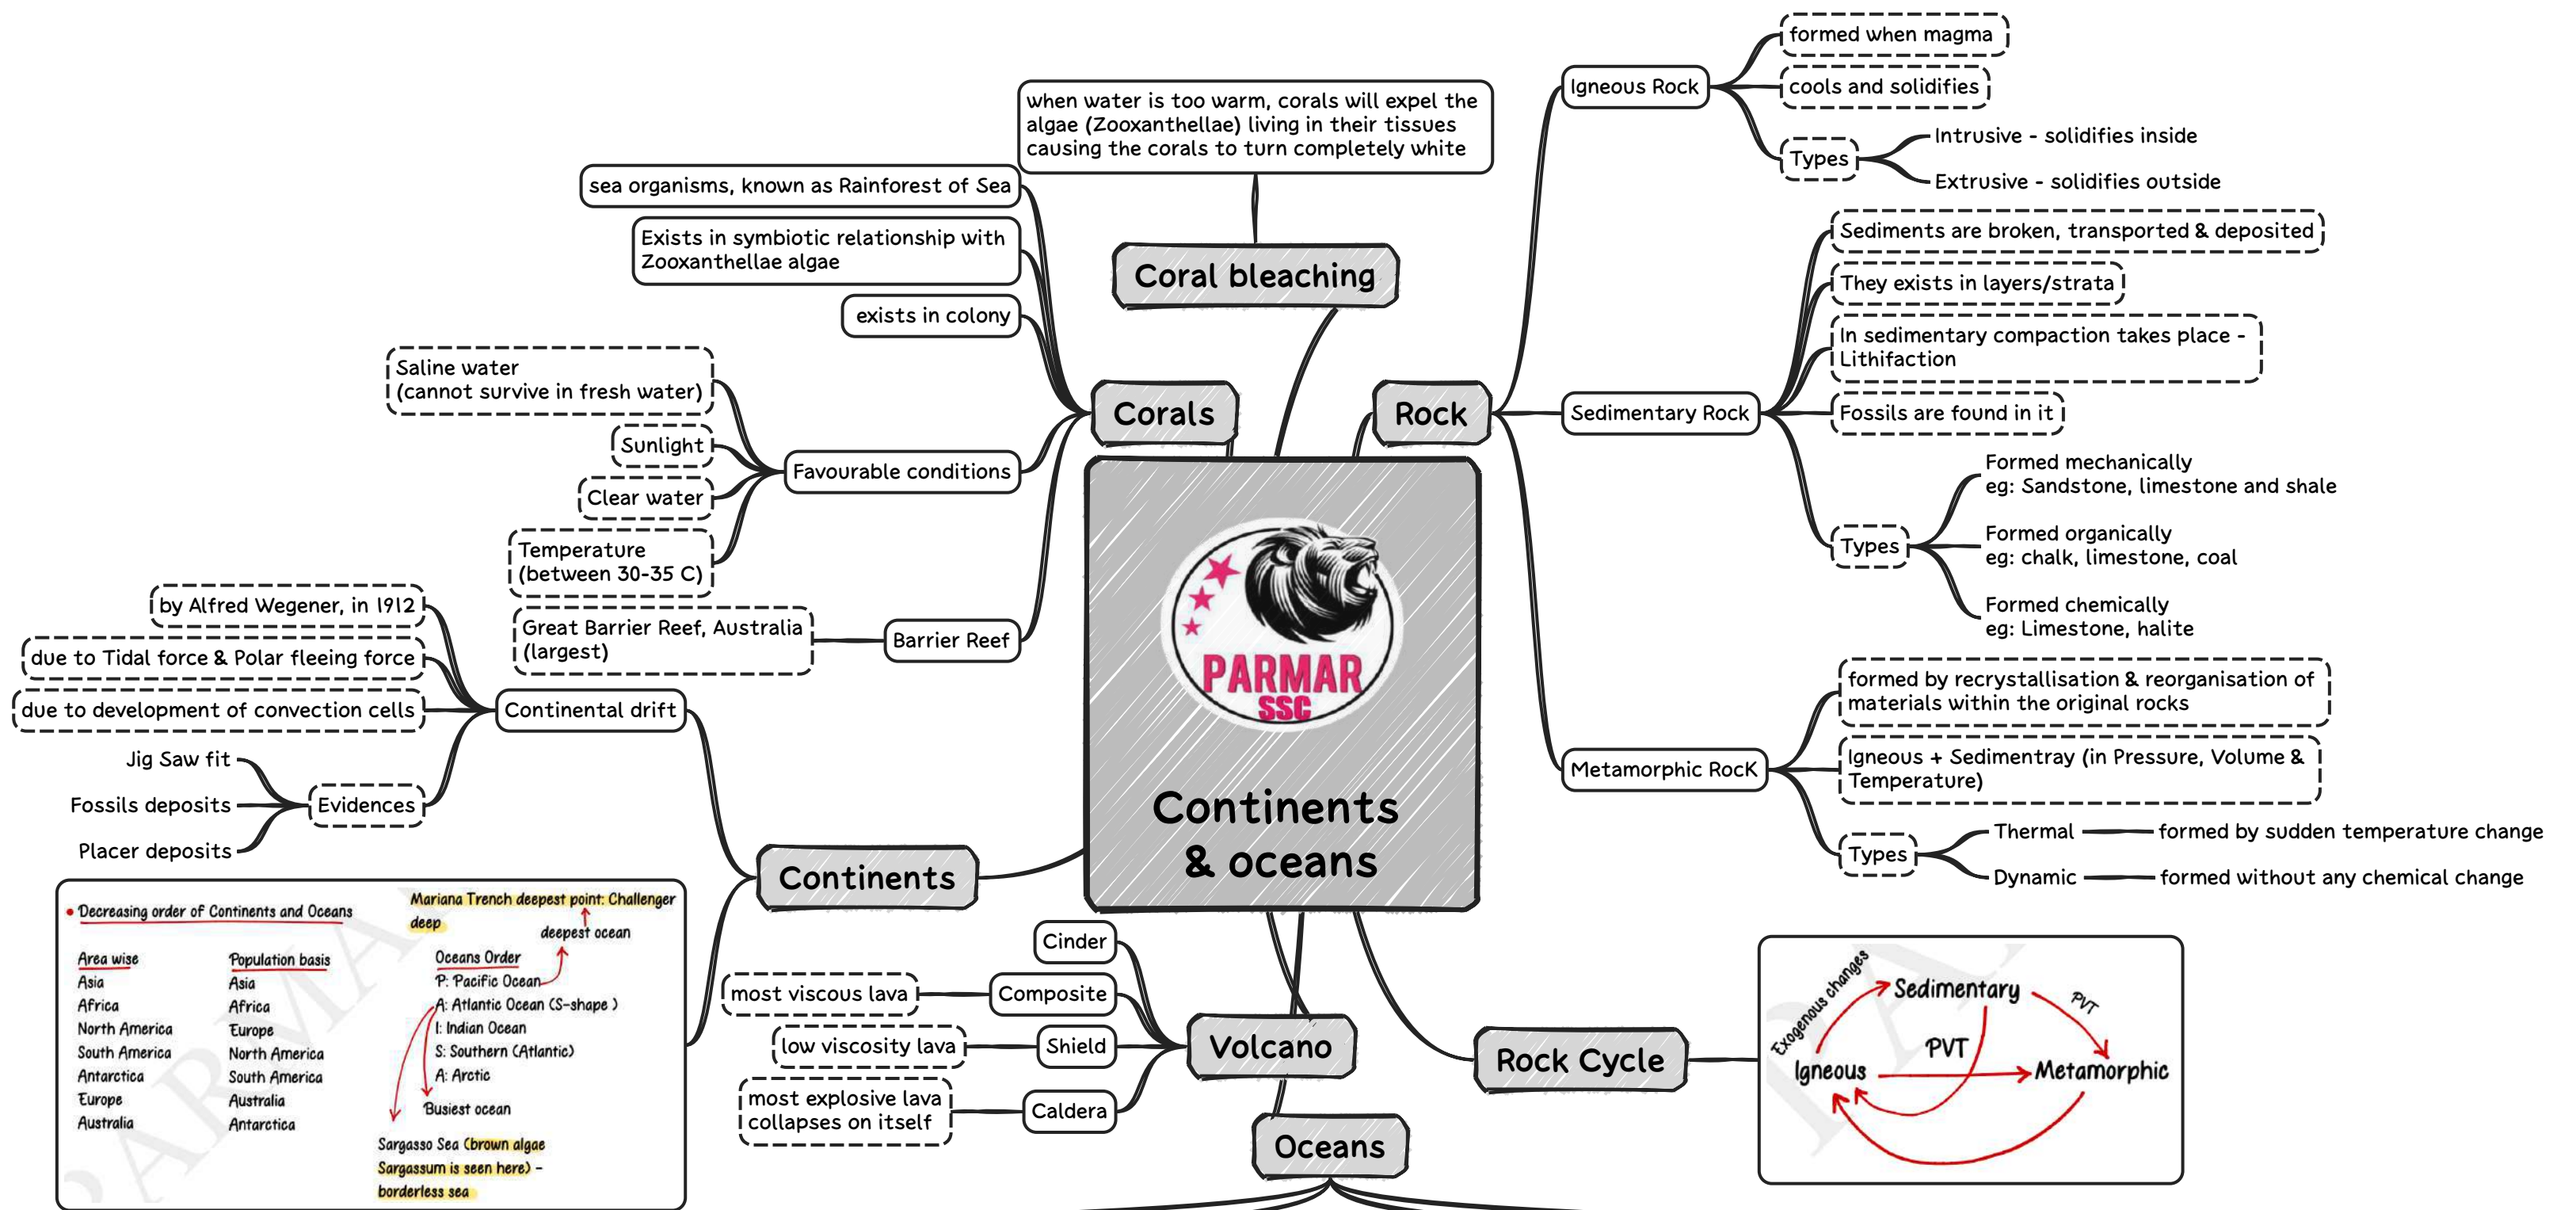 when water is too warm, corals will expel the
algae (Zooxanthellae) living in their tissues
causing the corals to turn completely white
Coral bleaching
Corals
sea organisms, known as Rainforest of Sea
Exists in symbiotic relationship with
Zooxanthellae algae
exists in colony
Favourable conditions
Saline water
(cannot survive in fresh water)
Sunlight
Clear water
Temperature
(between 30-35 C)
Barrier Reef
Great Barrier Reef, Australia
(largest)
Rock
Igneous Rock
formed when magma
cools and solidifies
Types
Intrusive - solidifies inside
Extrusive - solidifies outside
Sedimentary Rock
Sediments are broken, transported & deposited
They exists in layers/strata
In sedimentary compaction takes place -
Lithifaction
Fossils are found in it
Types
Formed mechanically
eg: Sandstone, limestone and shale
Formed organically
eg: chalk, limestone, coal
Formed chemically
eg: Limestone, halite
Metamorphic RocK
formed by recrystallisation & reorganisation of
materials within the original rocks
Igneous + Sedimentray (in Pressure, Volume &
Temperature)
Types
Thermal
formed by sudden temperature change
Dynamic
formed without any chemical change
PARMAR
SSC
Continents
& oceans
Continents
Continental drift
by Alfred Wegener, in 1912
due to Tidal force & Polar fleeing force
due to development of convection cells
Evidences
Jig Saw fit
Fossils deposits
Placer deposits
Decreasing order of Continents and Oceans
Area wise
Asia
Africa
North America
South America
Antarctica
Europe
Australia
Population basis
Asia
Africa
Europe
North America
South America
Australia
Antarctica
Mariana Trench deepest point: Challenger
deep
deepest ocean
Oceans Order
P: Pacific Ocean
A: Atlantic Ocean (S-shape )
I: Indian Ocean
S: Southern (Atlantic)
A: Arctic
Busiest ocean
Sargasso Sea (brown algae
Sargassum is seen here) -
borderless sea
PARMA
Volcano
Cinder
Composite
most viscous lava
Shield
low viscosity lava
Caldera
most explosive lava
collapses on itself
Oceans
Rock Cycle
Exogenous changes
Sedimentary
PVT
PVT
Igneous
Metamorphic
PA